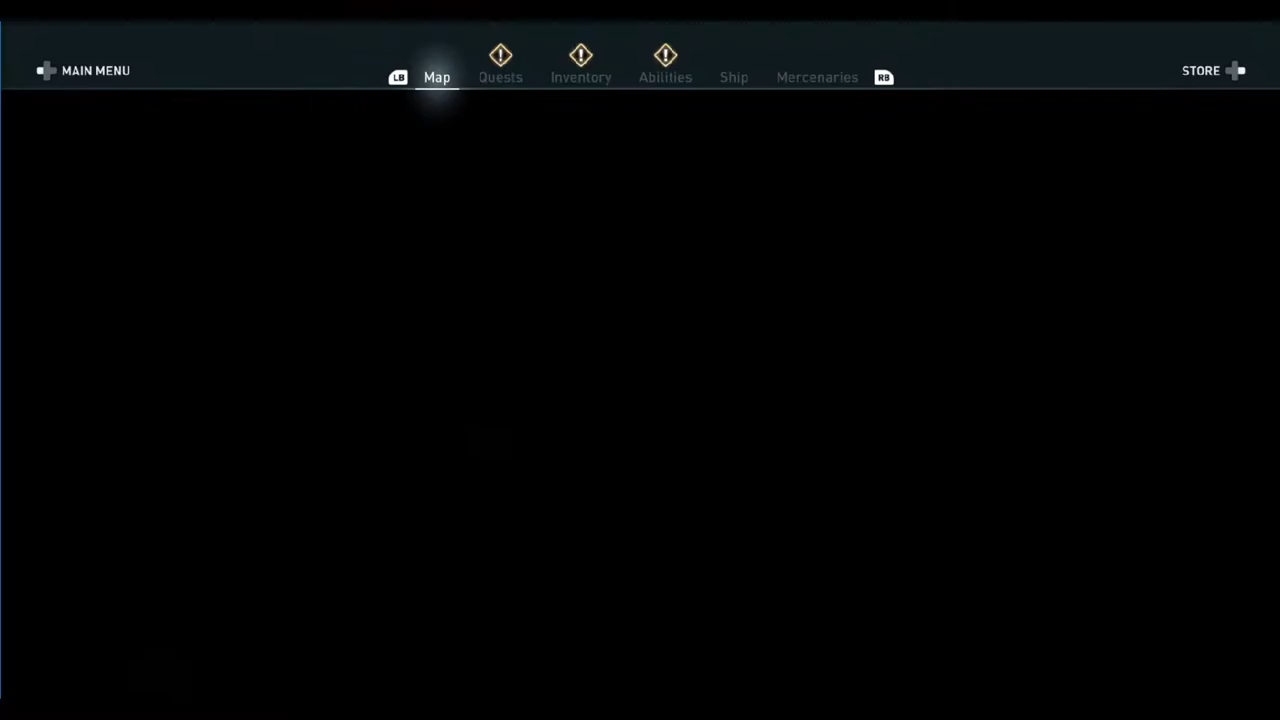 MAIN MENU
LB Map Quests Inventory Abilities Ship Mercenaries RB
STORE